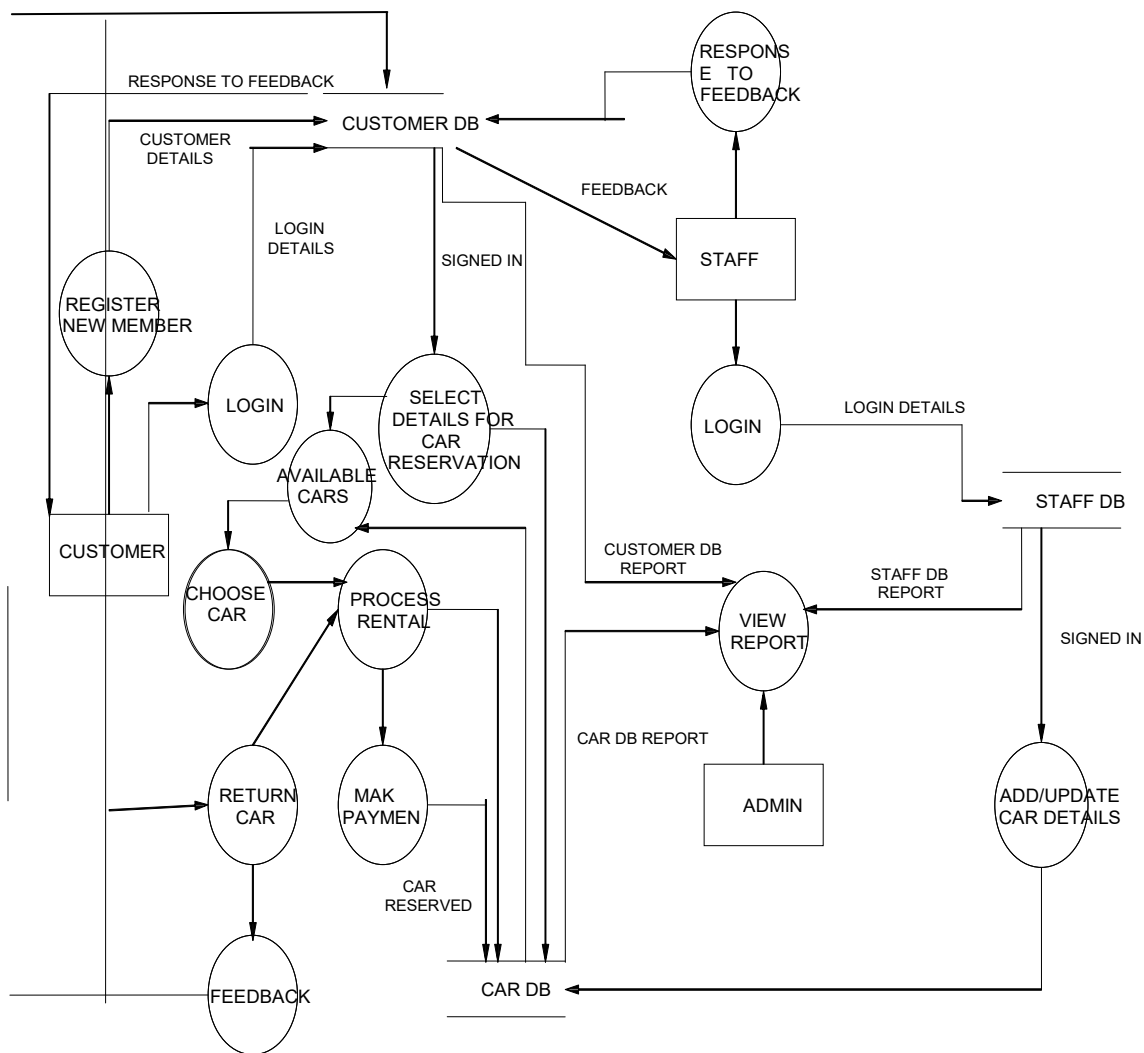 RESPONS
E TO
FEEDBACK
RESPONSE TO FEEDBACK
CUSTOMER DB
CUSTOMER
DETAILS
FEEDBACK
LOGIN
DETAILS
SIGNED IN
STAFF
REGISTER
NEW MEMBER
LOGIN
SELECT
DETAILS FOR
CAR
RESERVATION
LOGIN
LOGIN DETAILS
AVAILABLE
CARS
STAFF DB
CUSTOMER
CUSTOMER DB
REPORT
STAFF DB
REPORT
CHOOSE
CAR
PROCESS
RENTAL
VIEW
REPORT
SIGNED IN
CAR DB REPORT
RETURN
CAR
MAK
PAYMEN
ADMIN
ADD/UPDATE
CAR DETAILS
CAR
RESERVED
FEEDBACK
CAR DB